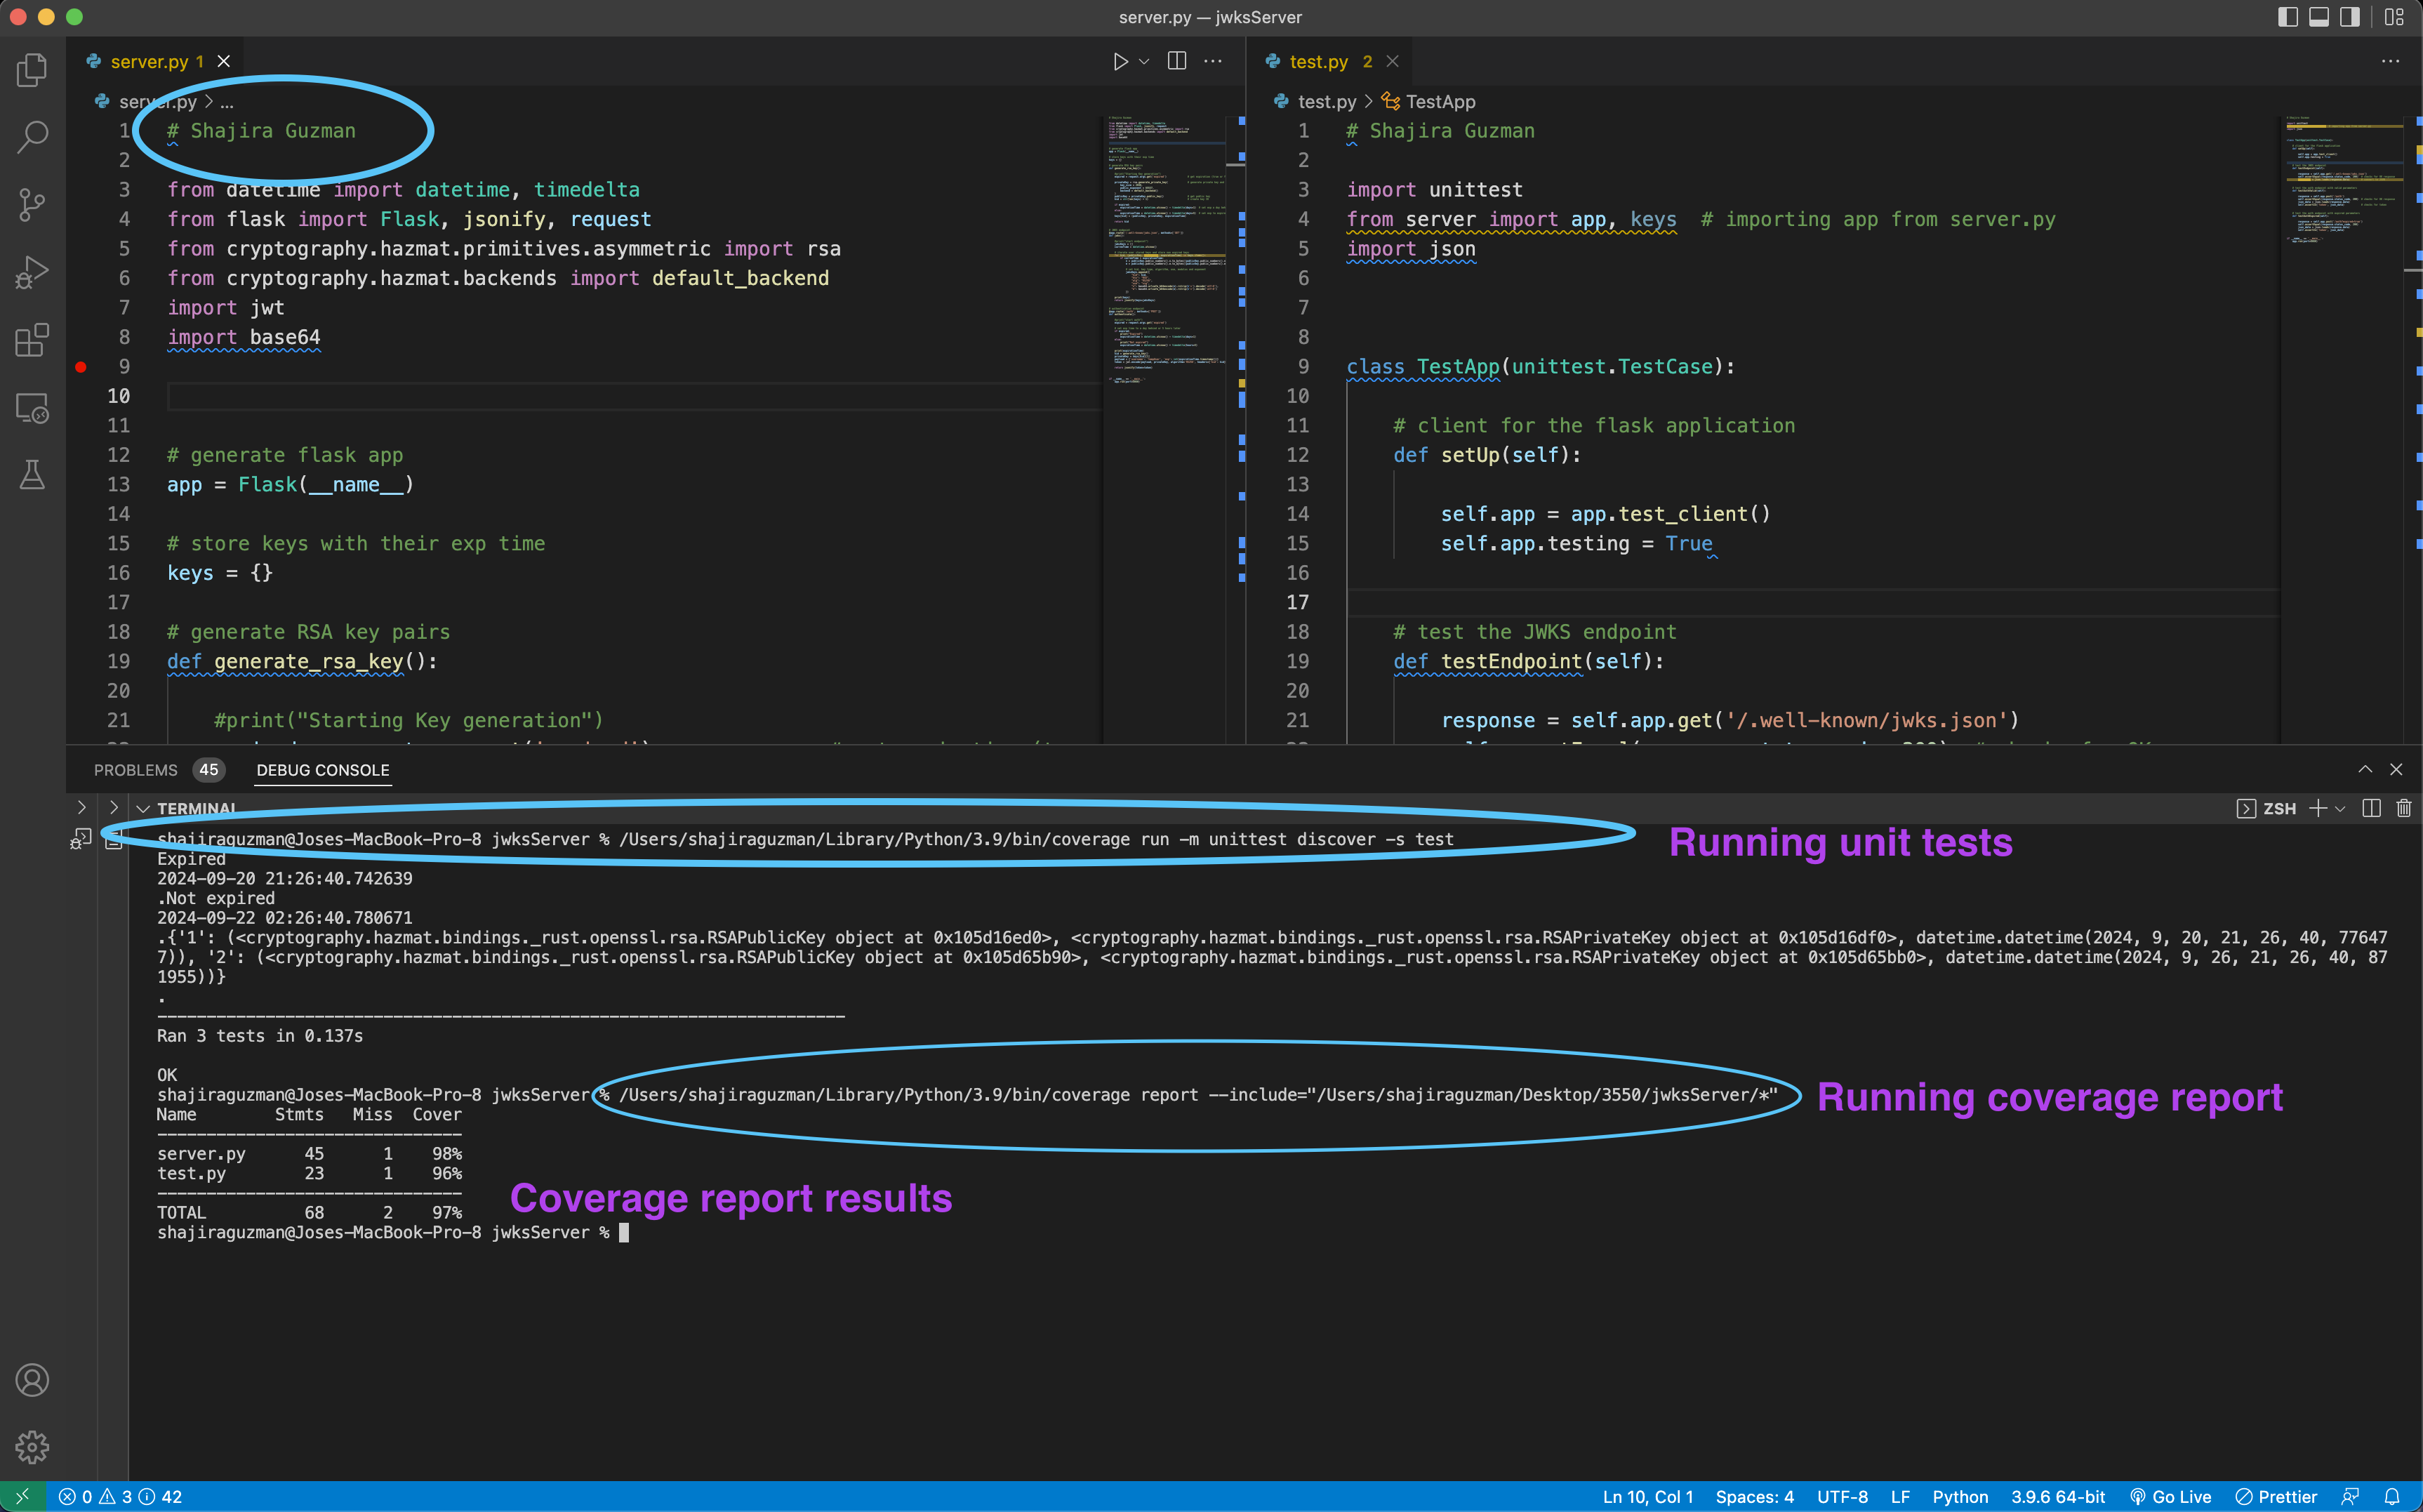 server.py — jwksServer
server.py 1
server.py > ...
1 # Shajira Guzman
2
3 from datetime import datetime, timedelta
4 from flask import Flask, jsonify, request
5 from cryptography.hazmat.primitives.asymmetric import rsa
6 from cryptography.hazmat.backends import default_backend
7 import jwt
8 import base64
9
10
11
12 # generate flask app
13 app = Flask(__name__)
14
15 # store keys with their exp time
16 keys = {}
17
18 # generate RSA key pairs
19 def generate_rsa_key():
20
21 #print("Starting Key generation")
test.py 2
test.py > TestApp
1 # Shajira Guzman
2
3 import unittest
4 from server import app, keys # importing app from server.py
5 import json
6
7
8
9 class TestApp(unittest.TestCase):
10
11 # client for the flask application
12 def setUp(self):
13
14 self.app = app.test_client()
15 self.app.testing = True
16
17
18 # test the JWKS endpoint
19 def testEndpoint(self):
20
21 response = self.app.get('/.well-known/jwks.json')
PROBLEMS 45 DEBUG CONSOLE
TERMINAL
ZSH
shajiraguzman@Joses-MacBook-Pro-8 jwksServer % /Users/shajiraguzman/Library/Python/3.9/bin/coverage run -m unittest discover -s test
Running unit tests
Expired
2024-09-20 21:26:40.742639
.Not expired
2024-09-22 02:26:40.780671
.{'1': (<cryptography.hazmat.bindings._rust.openssl.rsa.RSAPublicKey object at 0x105d16ed0>, <cryptography.hazmat.bindings._rust.openssl.rsa.RSAPrivateKey object at 0x105d16df0>, datetime.datetime(2024, 9, 20, 21, 26, 40, 77647
7)), '2': (<cryptography.hazmat.bindings._rust.openssl.rsa.RSAPublicKey object at 0x105d65b90>, <cryptography.hazmat.bindings._rust.openssl.rsa.RSAPrivateKey object at 0x105d65bb0>, datetime.datetime(2024, 9, 26, 21, 26, 40, 87
1955))}
.
----------------------------------------------------------------------
Ran 3 tests in 0.137s
OK
shajiraguzman@Joses-MacBook-Pro-8 jwksServer % /Users/shajiraguzman/Library/Python/3.9/bin/coverage report --include="/Users/shajiraguzman/Desktop/3550/jwksServer/*"
Running coverage report
Name Stmts Miss Cover
-------------------------------
server.py 45 1 98%
test.py 23 1 96%
-------------------------------
TOTAL 68 2 97%
Coverage report results
shajiraguzman@Joses-MacBook-Pro-8 jwksServer %
0 3 42
Ln 10, Col 1 Spaces: 4 UTF-8 LF Python 3.9.6 64-bit Go Live Prettier